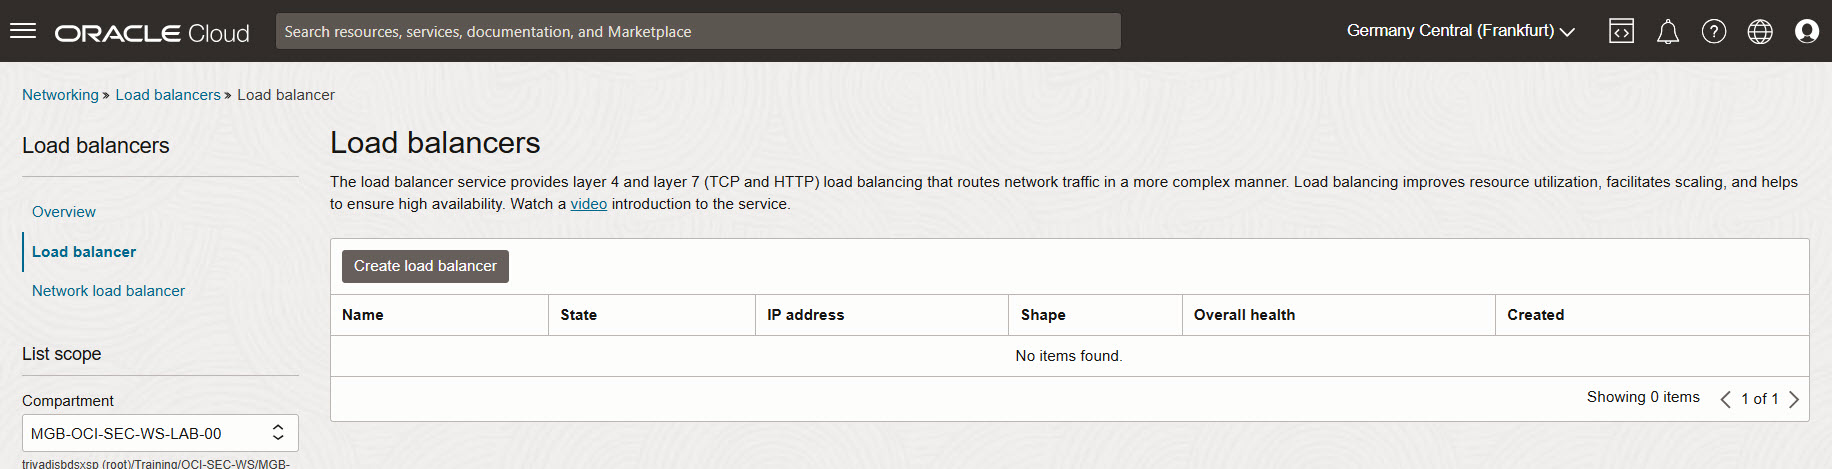 ORACLE Cloud
Search resources, services, documentation, and Marketplace
Germany Central (Frankfurt)
Networking » Load balancers » Load balancer
Load balancers
Overview
Load balancer
Network load balancer
List scope
Compartment
MGB-OCI-SEC-WS-LAB-00
trivadisbdsxsp (root)/Training/OCI-SEC-WS/MGB-
Load balancers
The load balancer service provides layer 4 and layer 7 (TCP and HTTP) load balancing that routes network traffic in a more complex manner. Load balancing improves resource utilization, facilitates scaling, and helps
to ensure high availability. Watch a video introduction to the service.
Create load balancer
Name State IP address Shape Overall health Created
No items found.
Showing 0 items 1 of 1